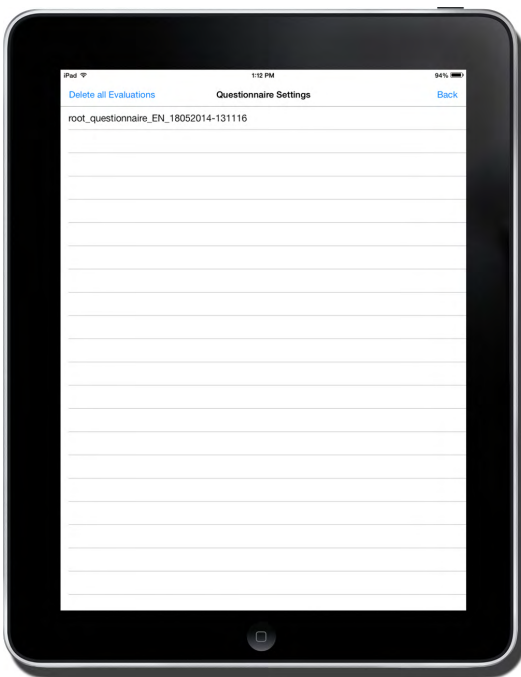 iPad 1:12 PM 94%
Delete all Evaluations Questionnaire Settings Back
root_questionnaire_EN_18052014-131116